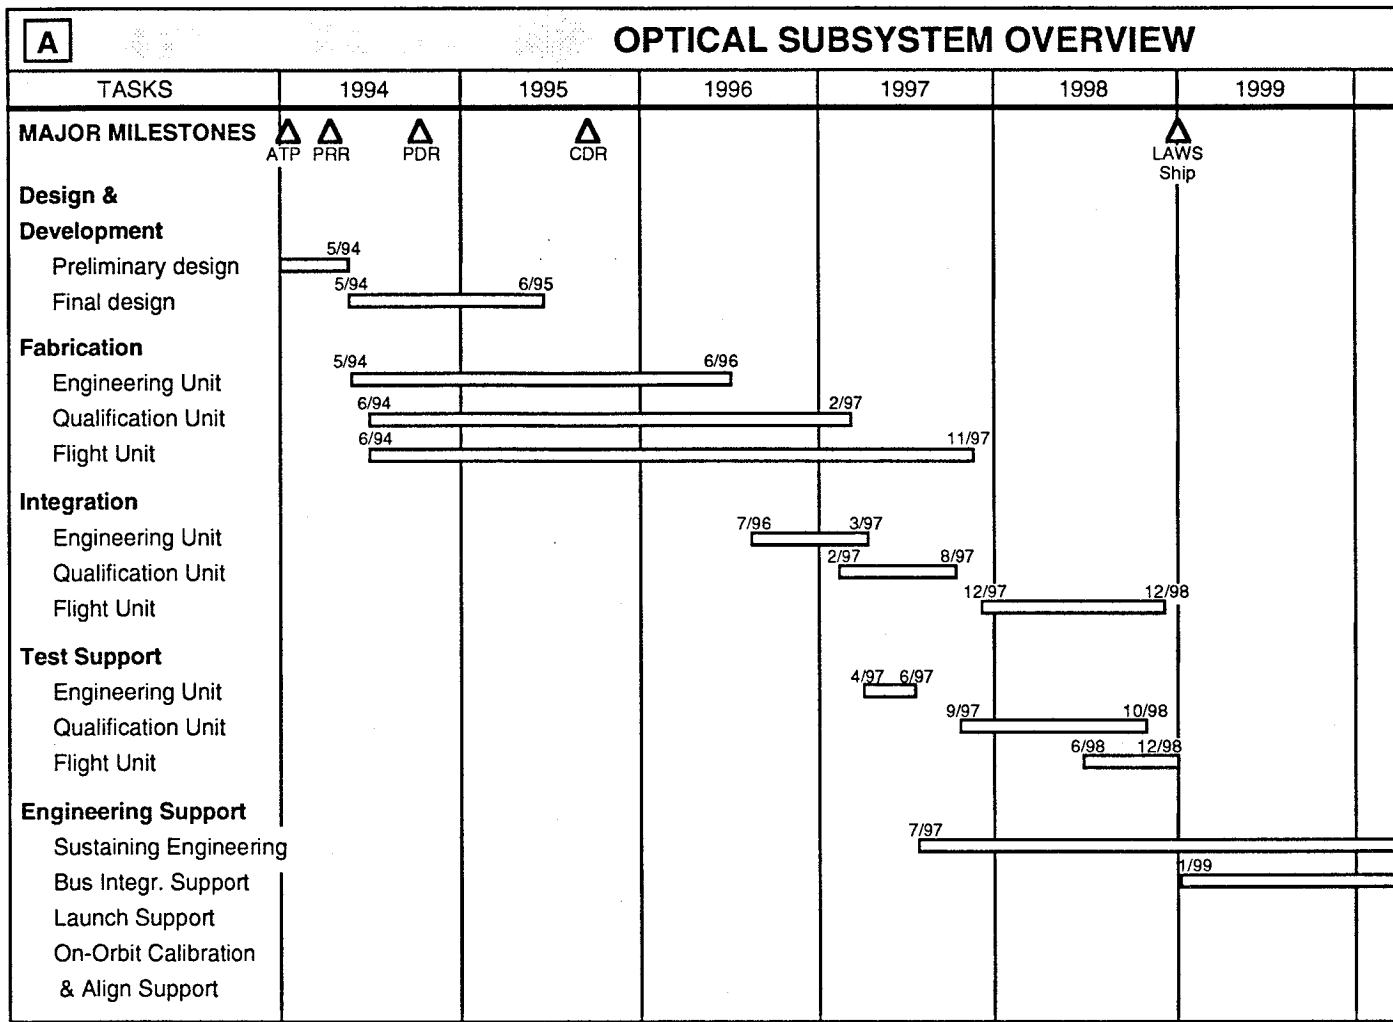 A
OPTICAL SUBSYSTEM OVERVIEW
TASKS 1994 1995 1996 1997 1998 1999
MAJOR MILESTONES
ATP PRR PDR CDR LAWS
Ship
Design &
Development
5/94
Preliminary design
5/94 6/95
Final design
Fabrication
5/94 6/96
Engineering Unit
6/94 2/97
Qualification Unit
6/94 11/97
Flight Unit
Integration
7/96 3/97
Engineering Unit
2/97 8/97
Qualification Unit
12/97 12/98
Flight Unit
Test Support
4/97 6/97
Engineering Unit
9/97 10/98
Qualification Unit
6/98 12/98
Flight Unit
Engineering Support
7/97
Sustaining Engineering
1/99
Bus Integr. Support
Launch Support
On-Orbit Calibration
& Align Support